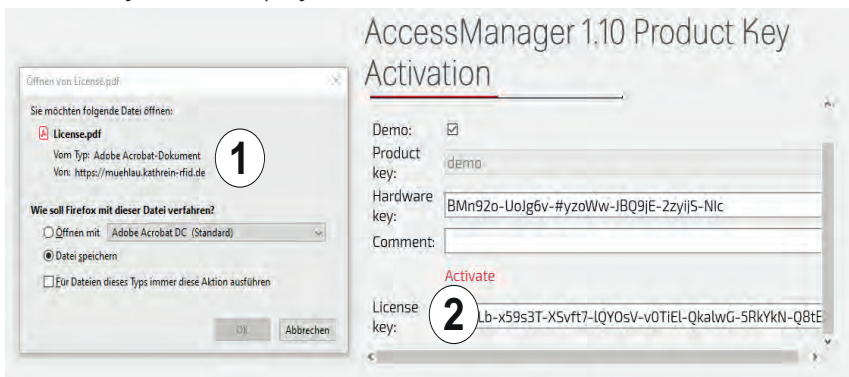 Öffnen von License.pdf
Sie möchten folgende Datei öffnen:
License.pdf
Vom Typ: Adobe Acrobat-Dokument
Von: https://muehlau.kathrein-rfid.de
1
Wie soll Firefox mit dieser Datei verfahren?
Öffnen mit Adobe Acrobat DC (Standard)
Datei speichern
Für Dateien dieses Typs immer diese Aktion ausführen
OK Abbrechen
AccessManager 1.10 Product Key
Activation
Demo:
Product
key: demo
Hardware
key: BMn92o-UoJg6v-#yzoWw-JBQ9jE-2zyijS-NIc
Comment:
Activate
License
key: 2 Lb-x59s3T-XSvft7-lQYOsV-v0TiEl-QkalwG-5RkYkN-Q8tE